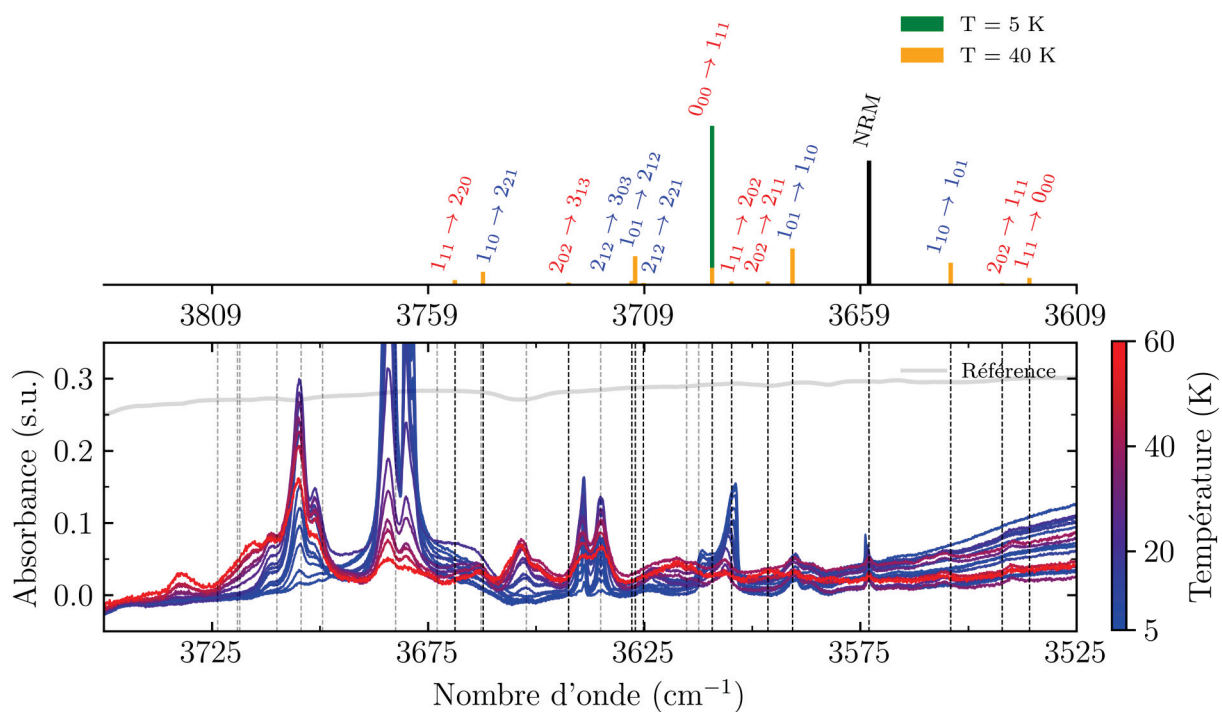 T = 5 K
T = 40 K
1₁₁ → 2₂₀
1₁₀ → 2₂₁
2₀₂ → 3₁₃
2₁₂ → 3₀₃
1₀₁ → 2₁₂
2₁₂ → 2₂₁
0₀₀ → 1₁₁
1₁₁ → 2₀₂
2₀₂ → 2₁₁
1₀₁ → 1₁₀
NRM
1₁₀ → 1₀₁
2₀₂ → 1₁₁
1₁₁ → 0₀₀
3809 3759 3709 3659 3609
Référence
0.3
0.2
0.1
0.0
Absorbance (s.u.)
3725 3675 3625 3575 3525
Nombre d'onde (cm⁻¹)
60
40
20
5
Température (K)